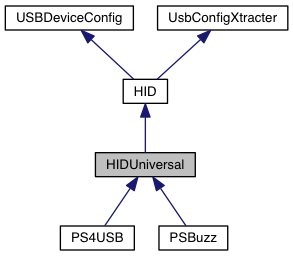 USBDeviceConfig
UsbConfigXtracter
HID
HIDUniversal
PS4USB
PSBuzz